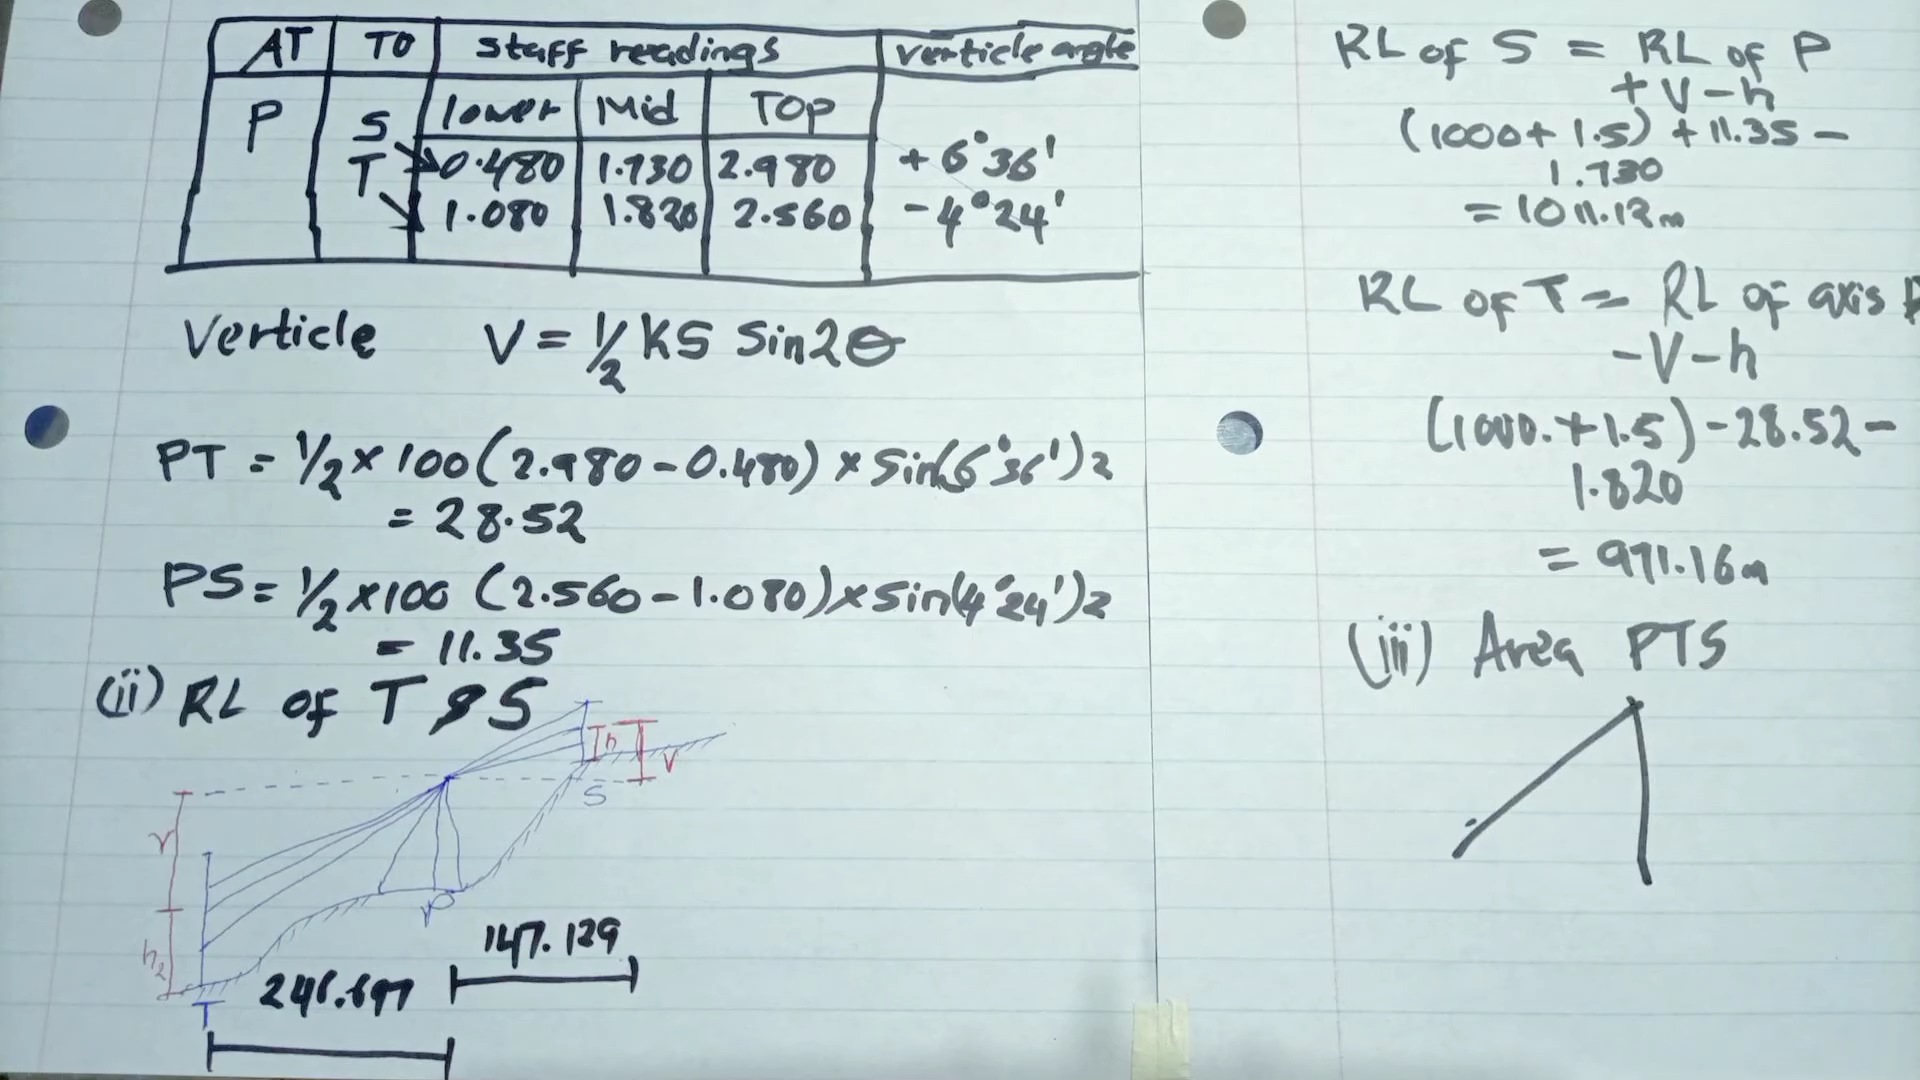 AT TO staff readings verticle angle
P S lower Mid Top
T 0.480 1.730 2.980 +6°36'
1.080 1.820 2.560 -4°24'
Verticle V = 1/2 KS Sin2θ
PT = 1/2 x 100 (2.980 - 0.480) x Sin(6°36')2
= 28.52
PS = 1/2 x 100 (2.560 - 1.080) x Sin(4°24')2
= 11.35
(ii) RL of T & S
h
V
S
V
P
h2
T
147.129
246.697
RL of S = RL of P
+ V - h
(1000 + 1.5) + 11.35 -
1.730
= 1011.12m
RL of T = RL of axis
- V - h
(1000. + 1.5) - 28.52 -
1.820
= 971.16m
(iii) Area PTS